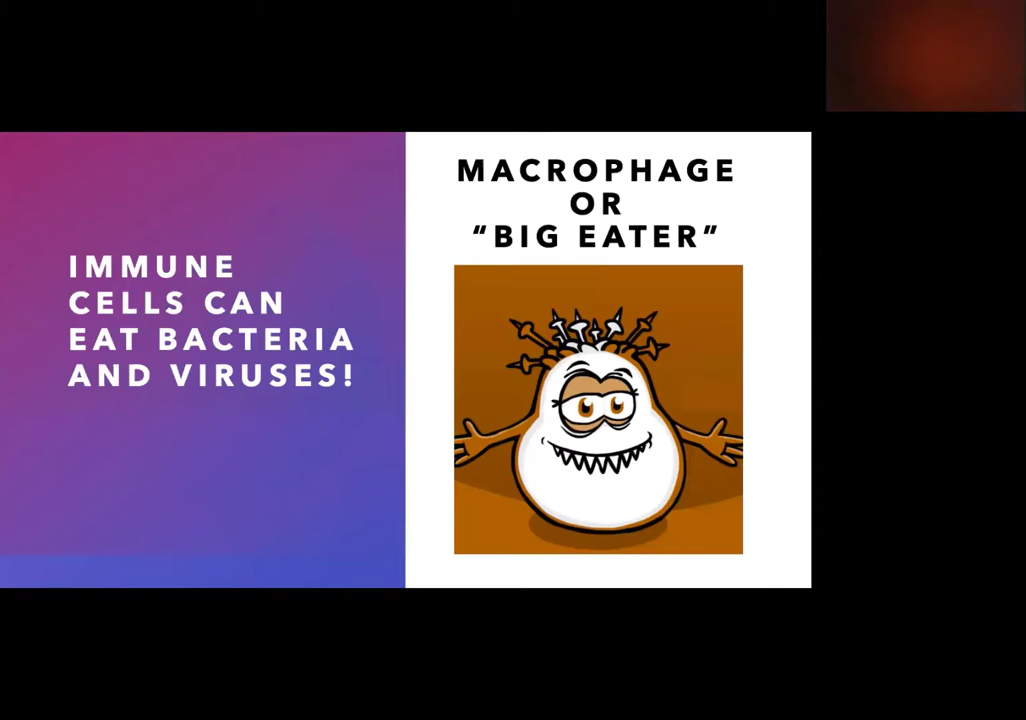 IMMUNE
CELLS CAN
EAT BACTERIA
AND VIRUSES!
MACROPHAGE
OR
“BIG EATER”